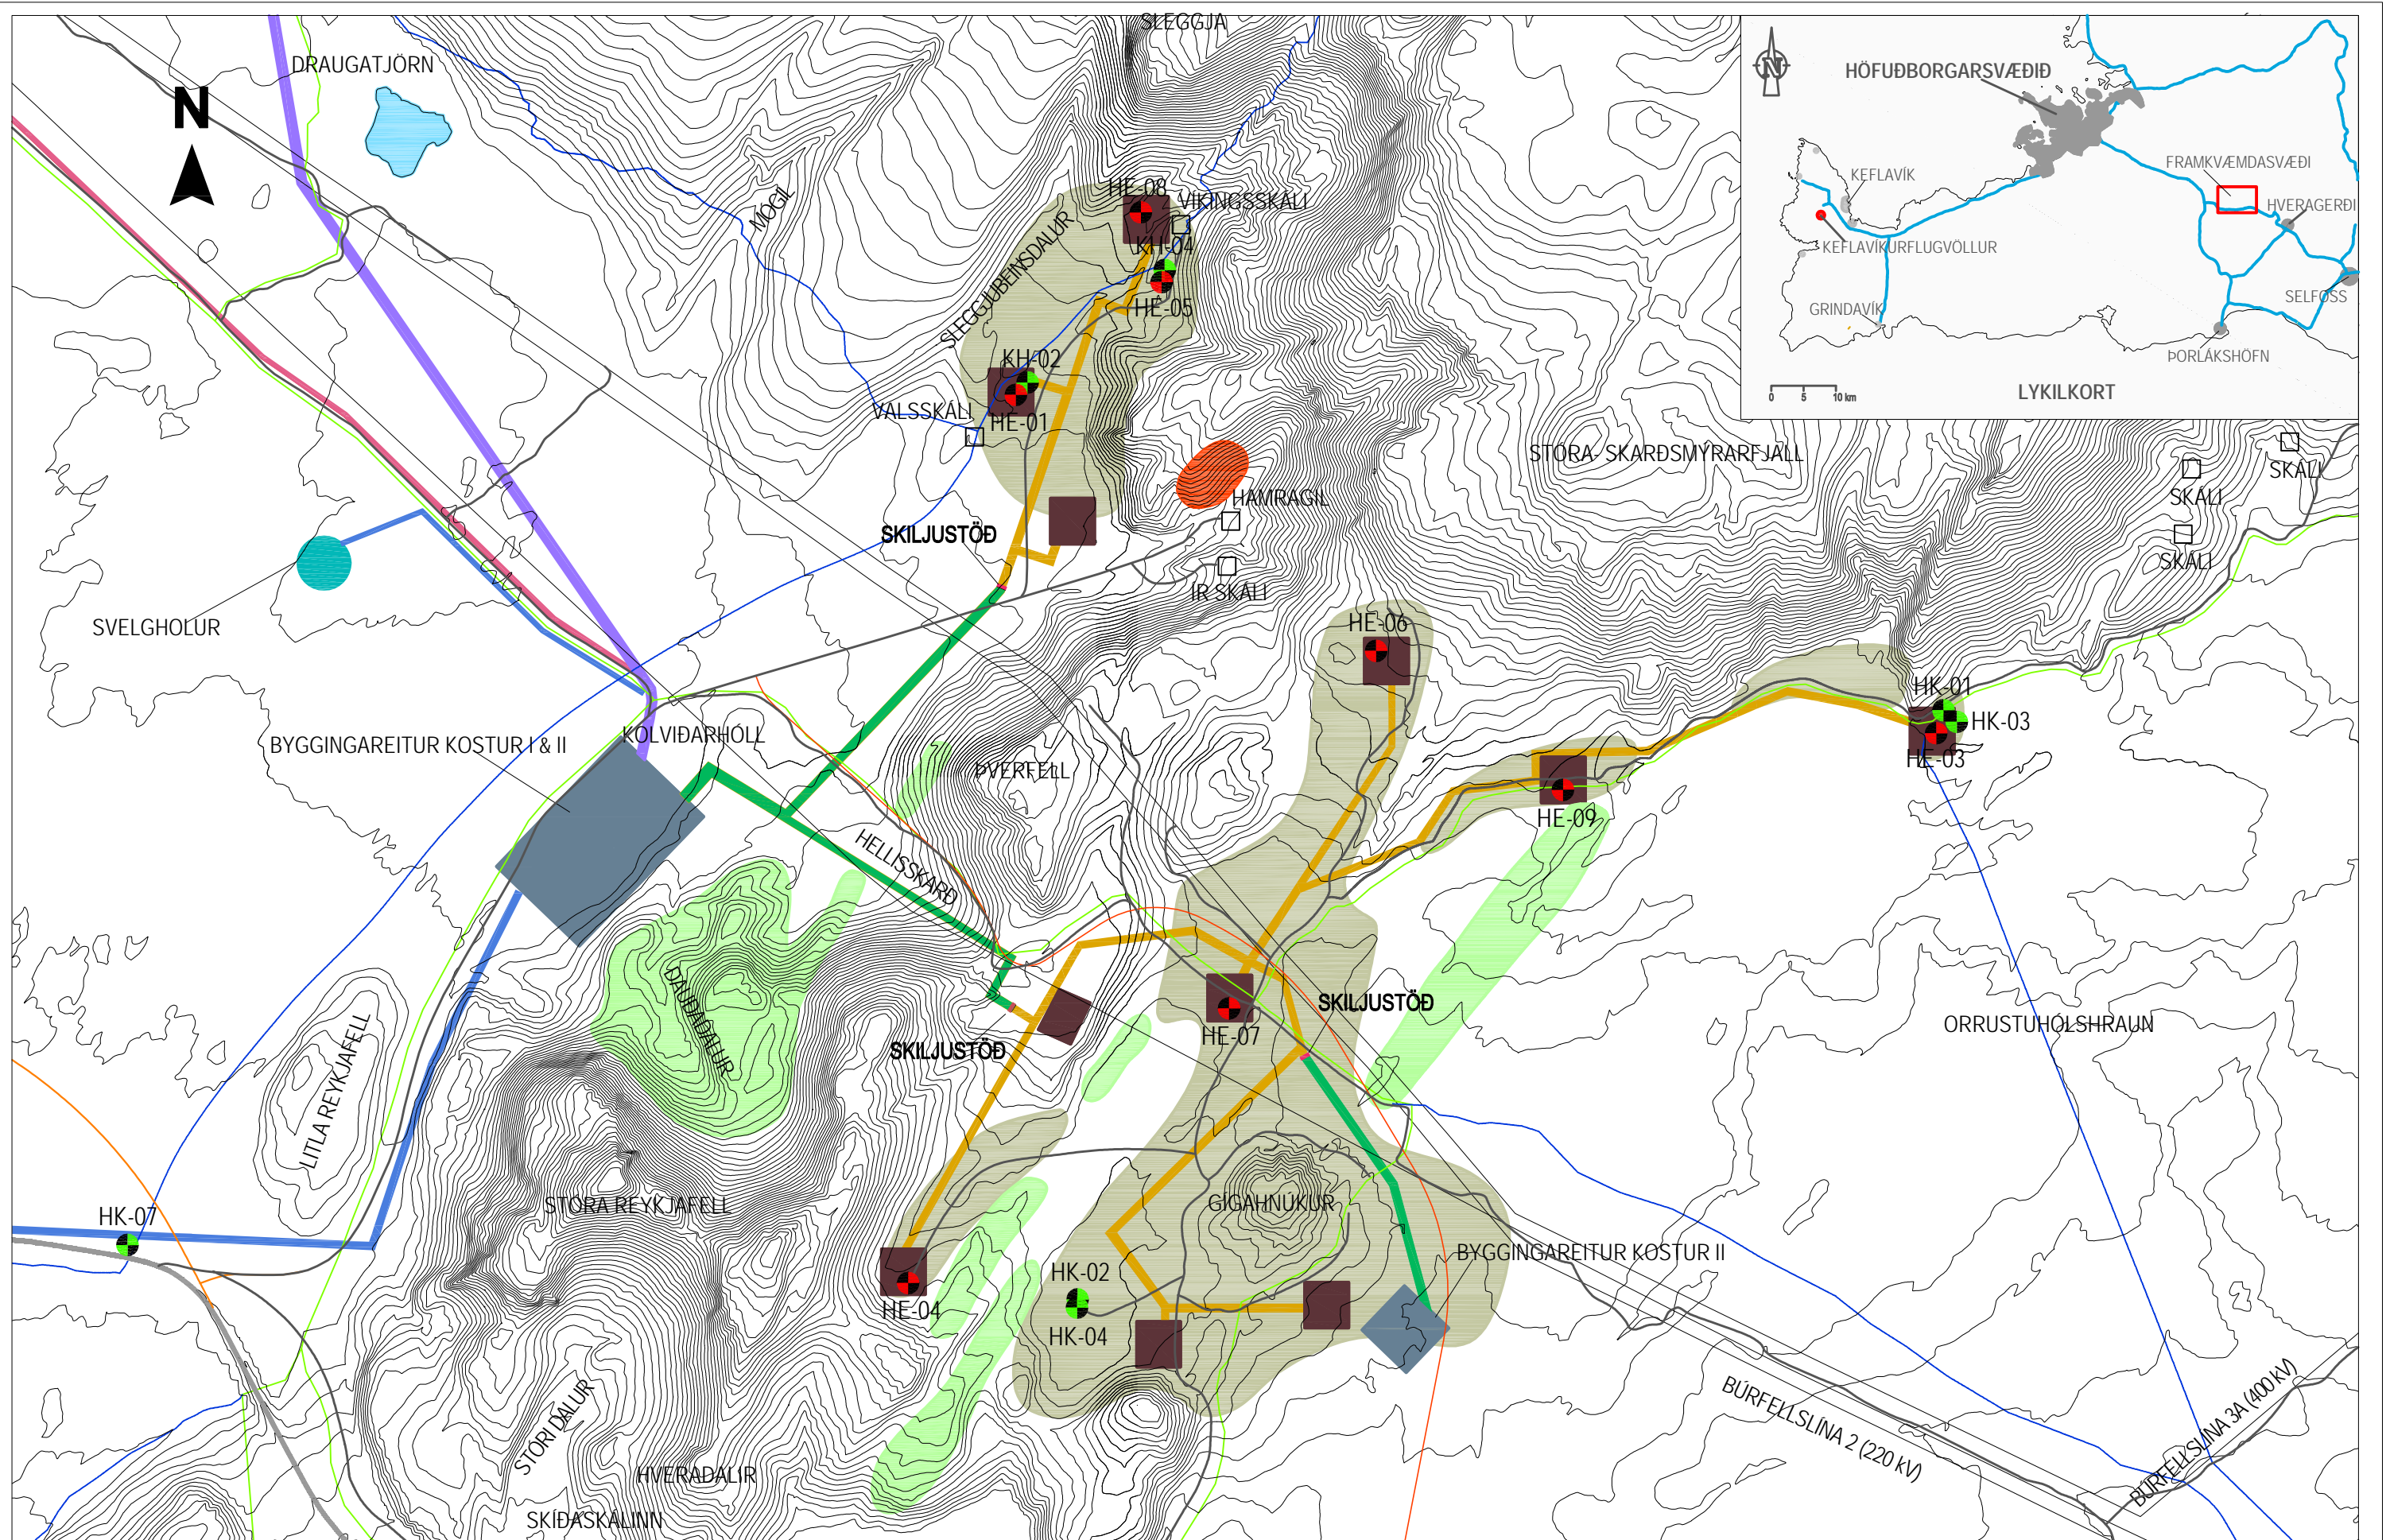 SLEGGJA
DRAUGATJÖRN
N
N
HÖFUÐBORGARSVÆÐIÐ
FRAMKVÆMDASVÆÐI
KEFLAVÍK
HVERAGERÐI
KEFLAVÍKURFLUGVÖLLUR
SELFOSS
GRINDAVÍK
ÞORLÁKSHÖFN
0 5 10 km
LYKILKORT
MÓGIL
HE-08
VÍKINGSSKÁLI
SLEGGJUBEINSDALUR
KH-04
HE-05
KH-02
VALSSKÁLI
HE-01
STÓRA- SKARÐSMÝRARFJALL
SKÁLI
SKÁLI
SKÁLI
HAMRAGIL
SKILJUSTÖÐ
ÍR SKÁLI
SVELGHOLUR
HE-06
HK-01
HK-03
HE-03
KOLVIÐARHÓLL
BYGGINGAREITUR KOSTUR I & II
ÞVERFELL
HE-09
HELLISSKARÐ
DAUÐADALUR
SKILJUSTÖÐ
HE-07
ORRUSTUHÓLSHRAUN
SKILJUSTÖÐ
LITLA REYKJAFELL
STÓRA REYKJAFELL
GÍGAHNÚKUR
HK-07
BYGGINGAREITUR KOSTUR II
HK-02
HE-04
HK-04
STÓRI DALUR
BÚRFELLSLÍNA 2 (220 KV)
BÚRFELLSLÍNA 3A (400 KV)
HVERADALIR
SKÍÐASKÁLINN